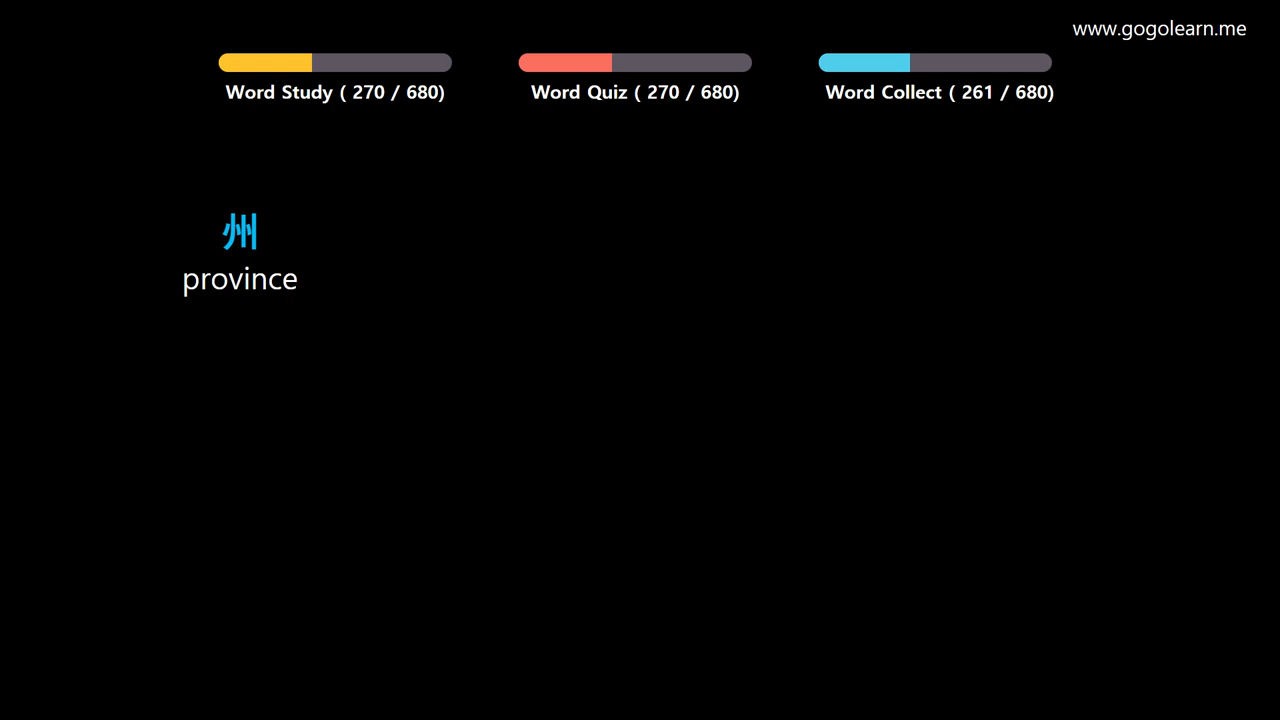 www.gogolearn.me
Word Study ( 270 / 680)
Word Quiz ( 270 / 680)
Word Collect ( 261 / 680)
州
province